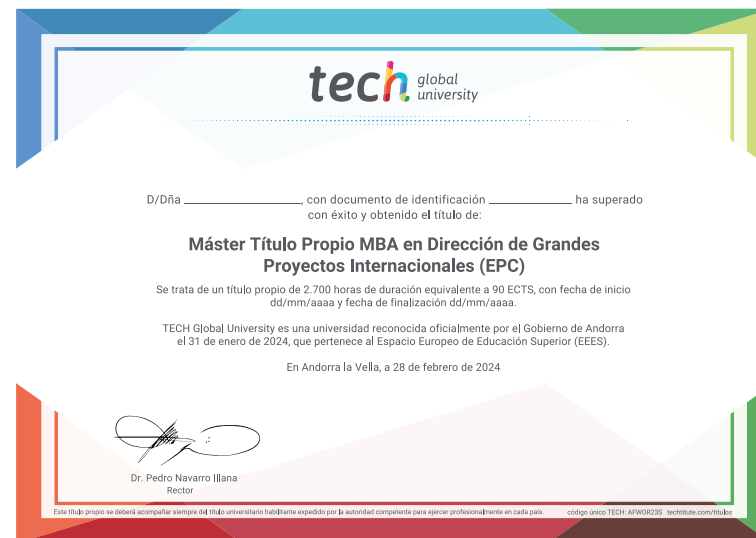 tech global university
D/Dña ____________________, con documento de identificación ______________ ha superado
con éxito y obtenido el título de:
Máster Título Propio MBA en Dirección de Grandes
Proyectos Internacionales (EPC)
Se trata de un título propio de 2.700 horas de duración equivalente a 90 ECTS, con fecha de inicio
dd/mm/aaaa y fecha de finalización dd/mm/aaaa.
TECH Global University es una universidad reconocida oficialmente por el Gobierno de Andorra
el 31 de enero de 2024, que pertenece al Espacio Europeo de Educación Superior (EEES).
En Andorra la Vella, a 28 de febrero de 2024
Dr. Pedro Navarro Illana
Rector
Este título propio se deberá acompañar siempre del título universitario habilitante expedido por la autoridad competente para ejercer profesionalmente en cada país. código único TECH: AFWOR23S techtitute.com/titulos